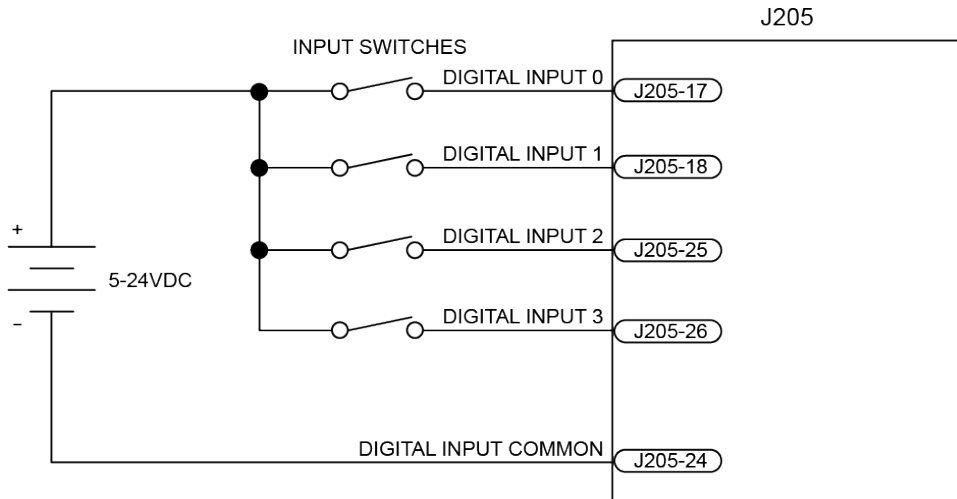 J205
INPUT SWITCHES
DIGITAL INPUT 0
J205-17
DIGITAL INPUT 1
J205-18
DIGITAL INPUT 2
J205-25
+
5-24VDC
−
DIGITAL INPUT 3
J205-26
DIGITAL INPUT COMMON
J205-24